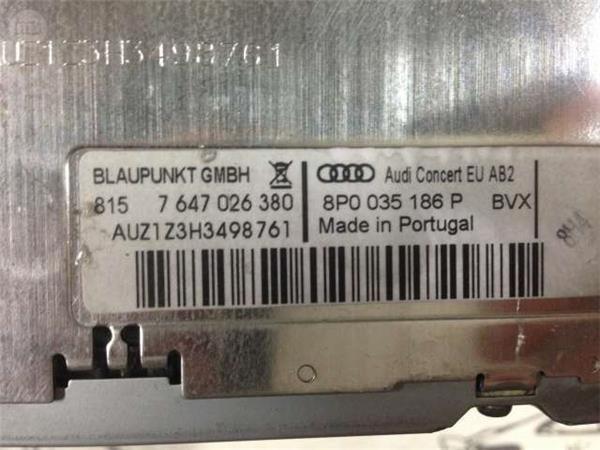 AUZ1Z3H3498761
BLAUPUNKT GMBH
815 7 647 026 380
AUZ1Z3H3498761
Audi Concert EU AB2
8P0 035 186 P BVX
Made in Portugal